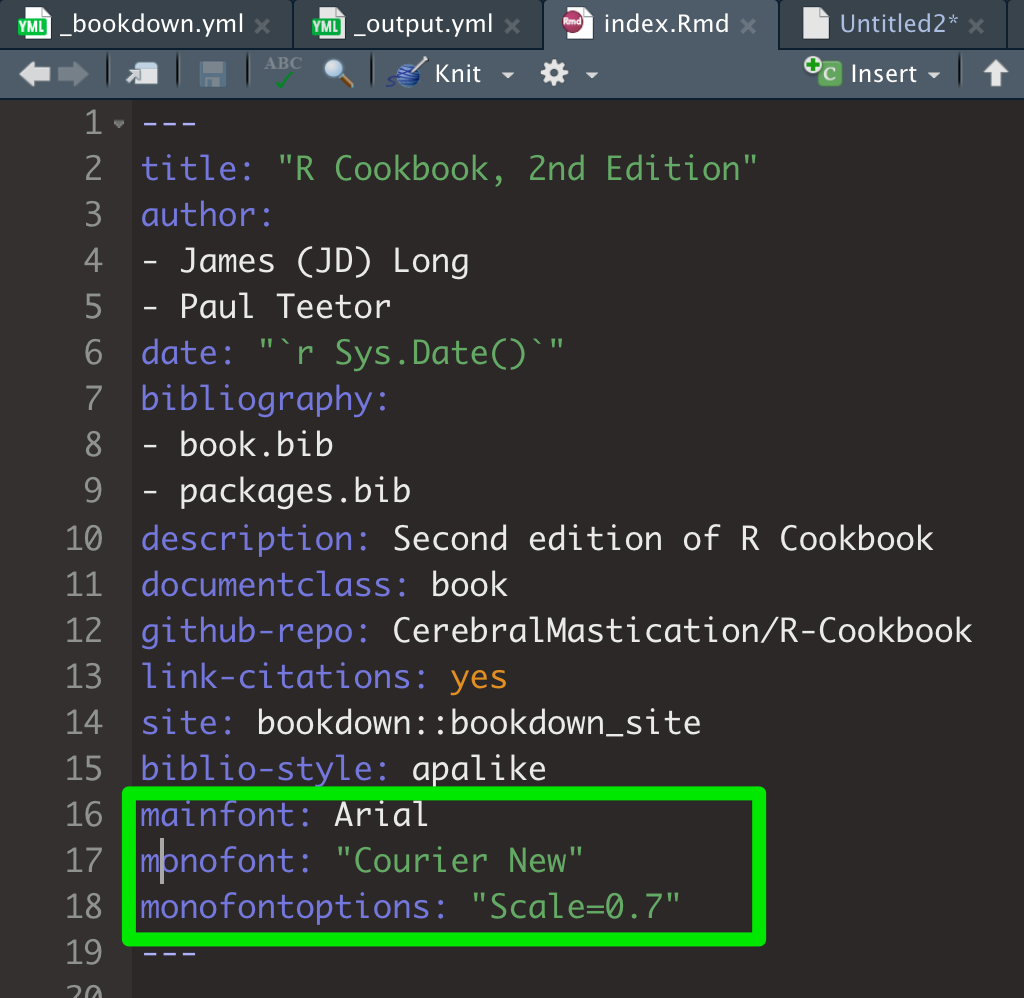 _bookdown.yml _output.yml index.Rmd Untitled2*
ABC Knit Insert
1 ---
2 title: "R Cookbook, 2nd Edition"
3 author:
4 - James (JD) Long
5 - Paul Teetor
6 date: "`r Sys.Date()`"
7 bibliography:
8 - book.bib
9 - packages.bib
10 description: Second edition of R Cookbook
11 documentclass: book
12 github-repo: CerebralMastication/R-Cookbook
13 link-citations: yes
14 site: bookdown::bookdown_site
15 biblio-style: apalike
16 mainfont: Arial
17 monofont: "Courier New"
18 monofontoptions: "Scale=0.7"
19 ---
20